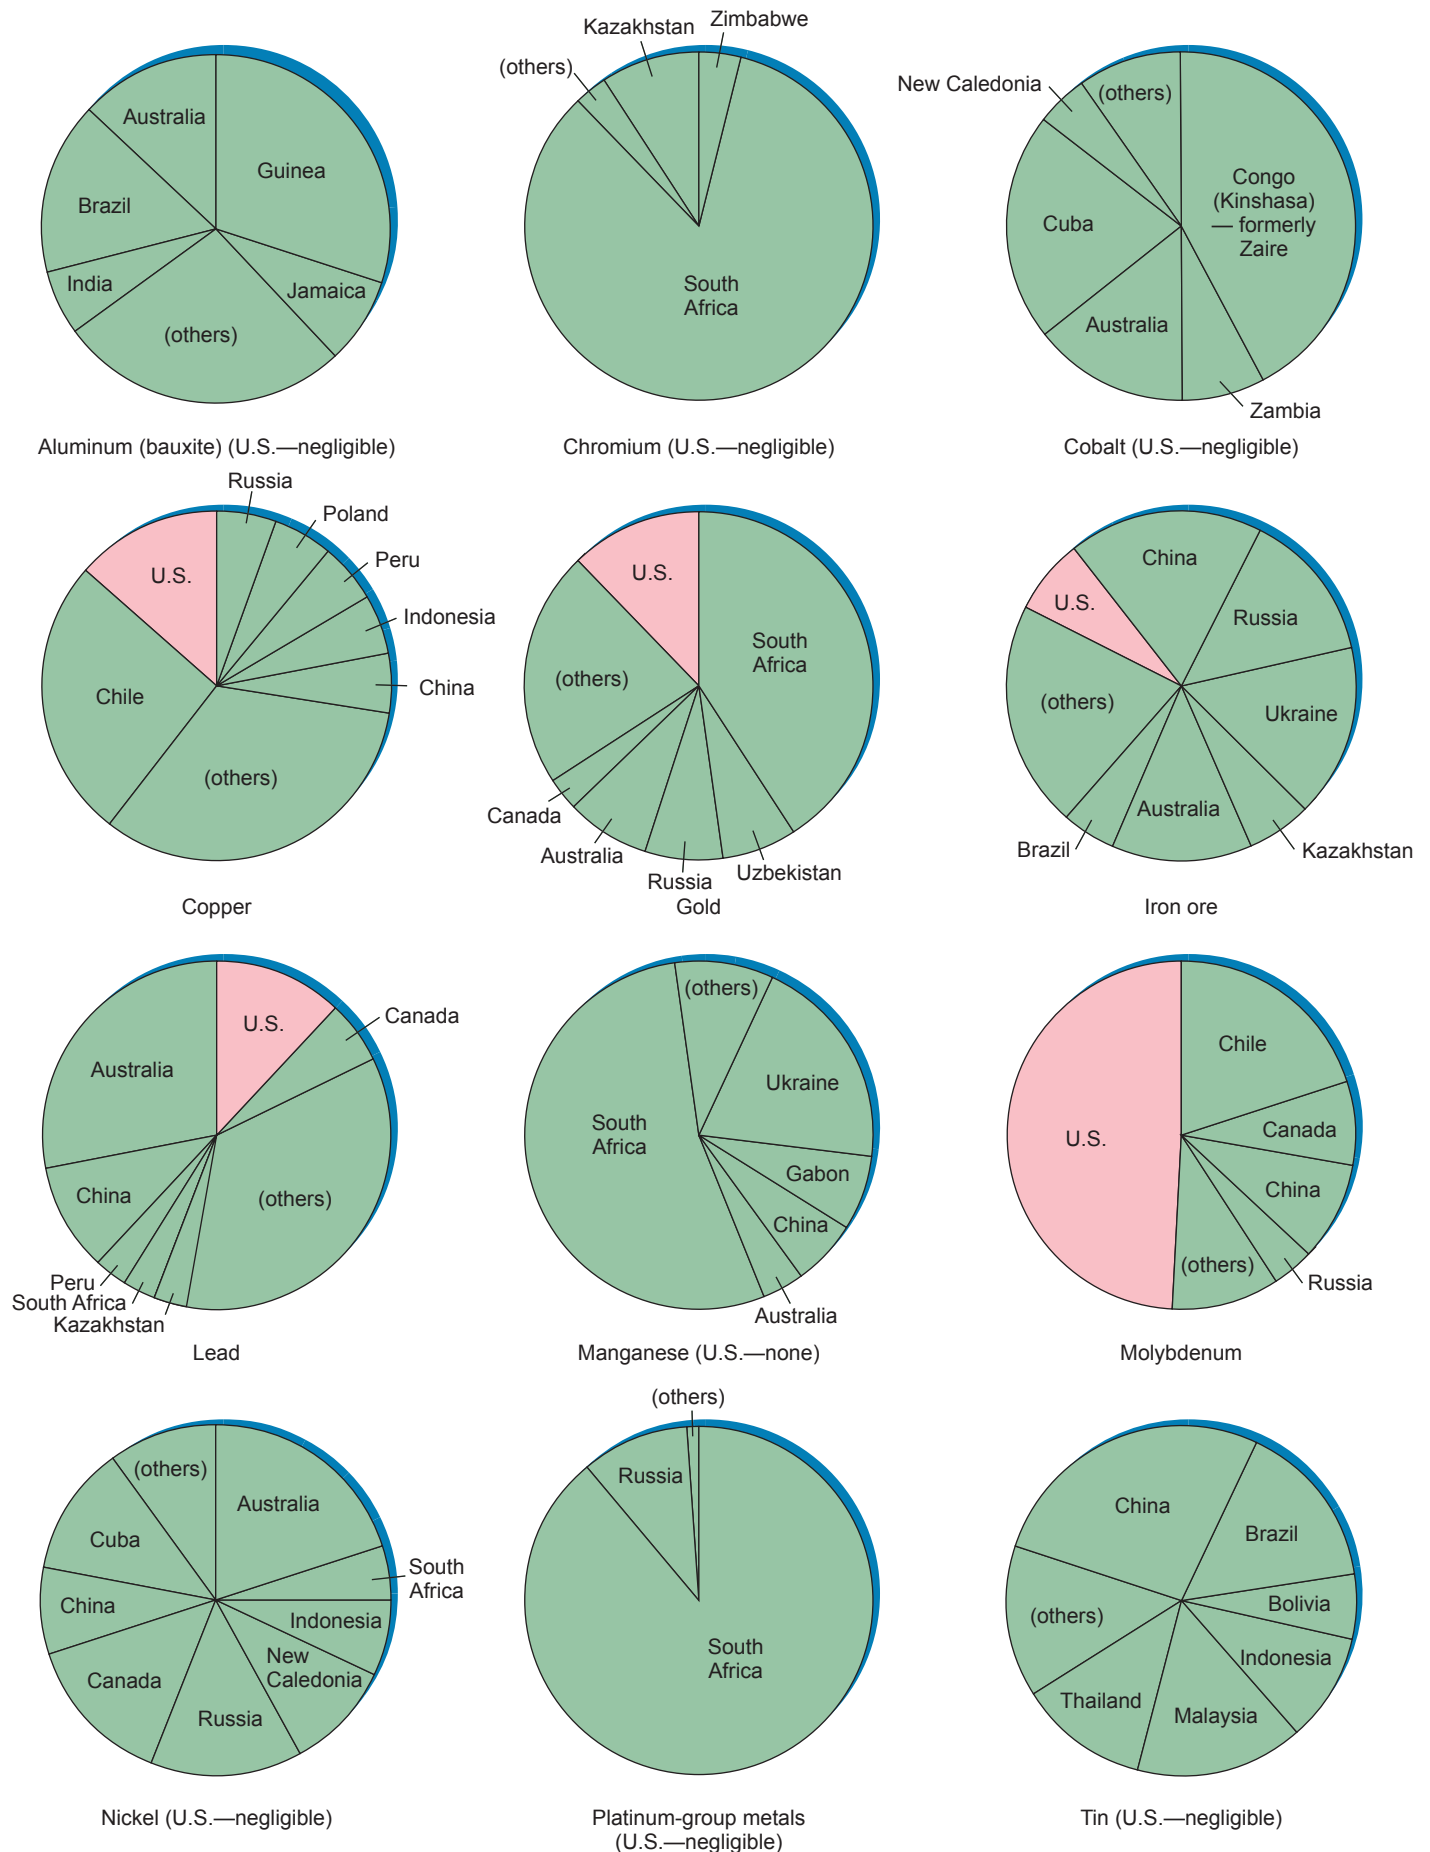 Australia
Guinea
Brazil
India
Jamaica
(others)
Aluminum (bauxite) (U.S.—negligible)
Zimbabwe
Kazakhstan
(others)
South
Africa
Chromium (U.S.—negligible)
New Caledonia
(others)
Congo
(Kinshasa)
— formerly
Zaire
Cuba
Australia
Zambia
Cobalt (U.S.—negligible)
Russia
Poland
Peru
U.S.
Indonesia
China
Chile
(others)
Copper
U.S.
South
Africa
(others)
Canada
Australia
Russia
Uzbekistan
Gold
China
U.S.
Russia
(others)
Ukraine
Australia
Brazil
Kazakhstan
Iron ore
U.S.
Canada
Australia
China
(others)
Peru
South Africa
Kazakhstan
Lead
(others)
Ukraine
South
Africa
Gabon
China
Australia
Manganese (U.S.—none)
Chile
U.S.
Canada
China
(others)
Russia
Molybdenum
(others)
Australia
Cuba
South
Africa
China
Indonesia
New
Caledonia
Canada
Russia
Nickel (U.S.—negligible)
(others)
Russia
South
Africa
Platinum-group metals
(U.S.—negligible)
China
Brazil
Bolivia
(others)
Indonesia
Thailand
Malaysia
Tin (U.S.—negligible)